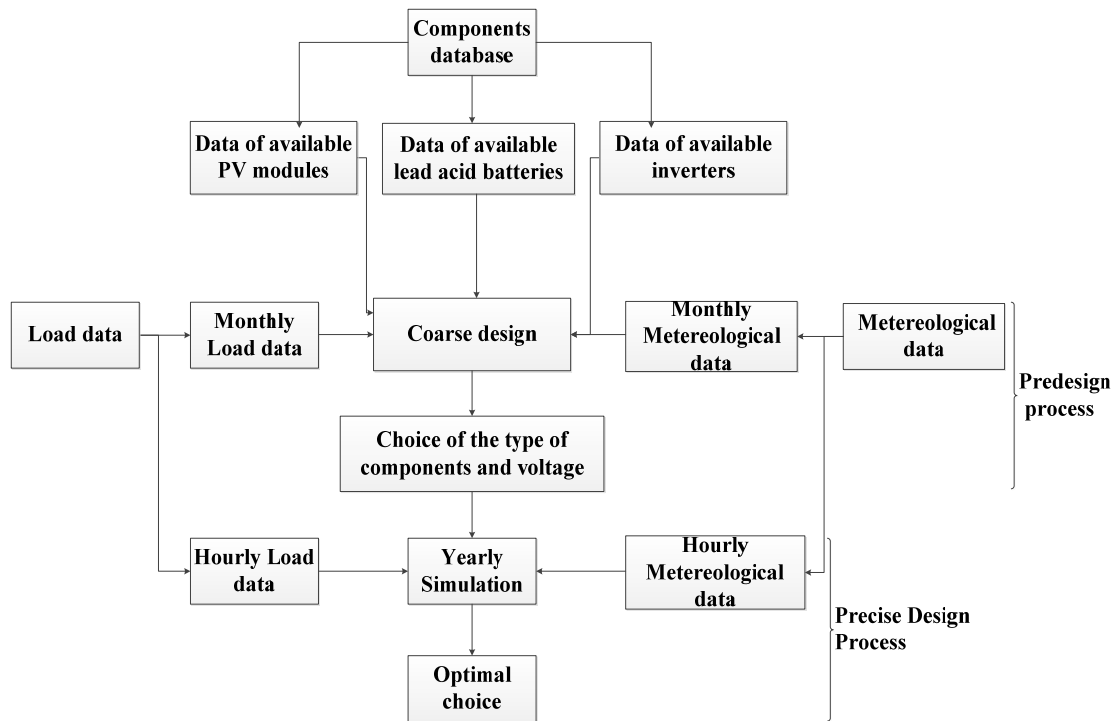 Components
database
Data of available
PV modules
Data of available
lead acid batteries
Data of available
inverters
Load data
Monthly
Load data
Coarse design
Monthly
Metereological
data
Metereological
data
Predesign
process
Choice of the type of
components and voltage
Hourly Load
data
Yearly
Simulation
Hourly
Metereological
data
Precise Design
Process
Optimal
choice